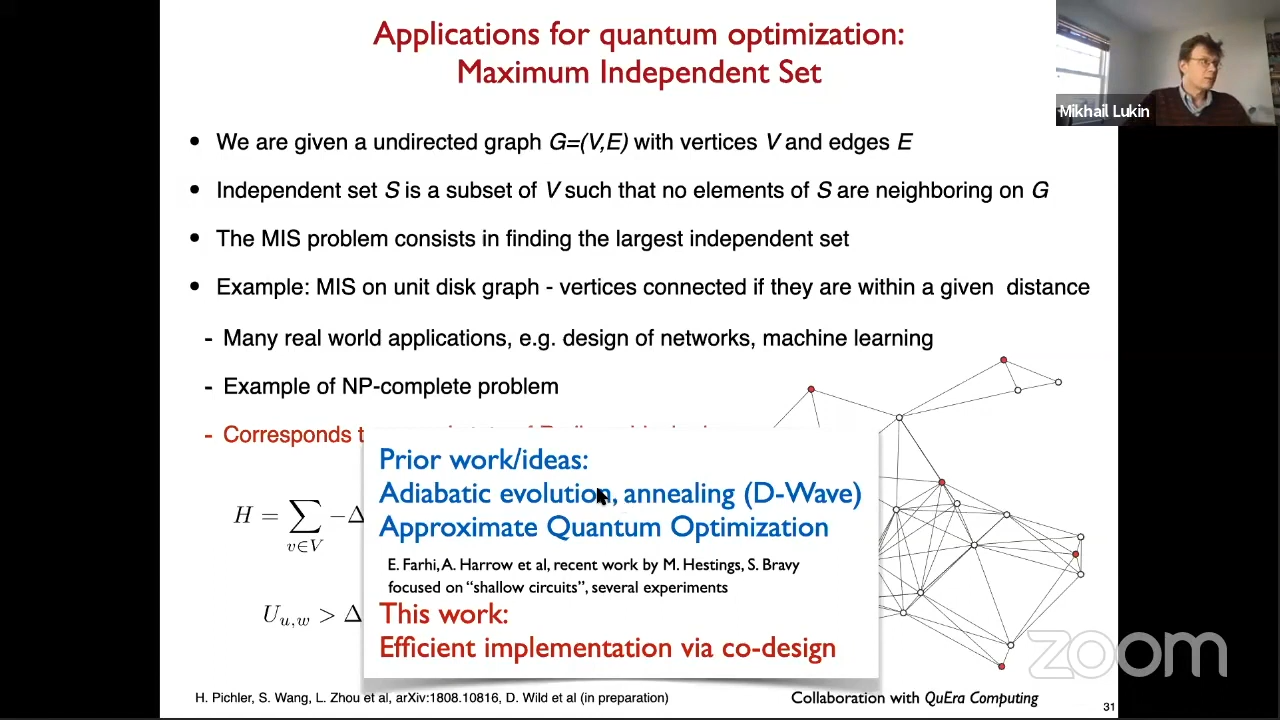 Applications for quantum optimization:
Maximum Independent Set
Mikhail Lukin
• We are given a undirected graph G=(V,E) with vertices V and edges E
• Independent set S is a subset of V such that no elements of S are neighboring on G
• The MIS problem consists in finding the largest independent set
• Example: MIS on unit disk graph - vertices connected if they are within a given distance
- Many real world applications, e.g. design of networks, machine learning
- Example of NP-complete problem
- Corresponds
Prior work/ideas:
Adiabatic evolution, annealing (D-Wave)
Approximate Quantum Optimization
E. Farhi, A. Harrow et al, recent work by M. Hestings, S. Bravy
focused on “shallow circuits”, several experiments
This work:
Efficient implementation via co-design
H = ∑ −Δ
v∈V
U_{u,w} > Δ
zoom
H. Pichler, S. Wang, L. Zhou et al, arXiv:1808.10816, D. Wild et al (in preparation)
Collaboration with QuEra Computing
31